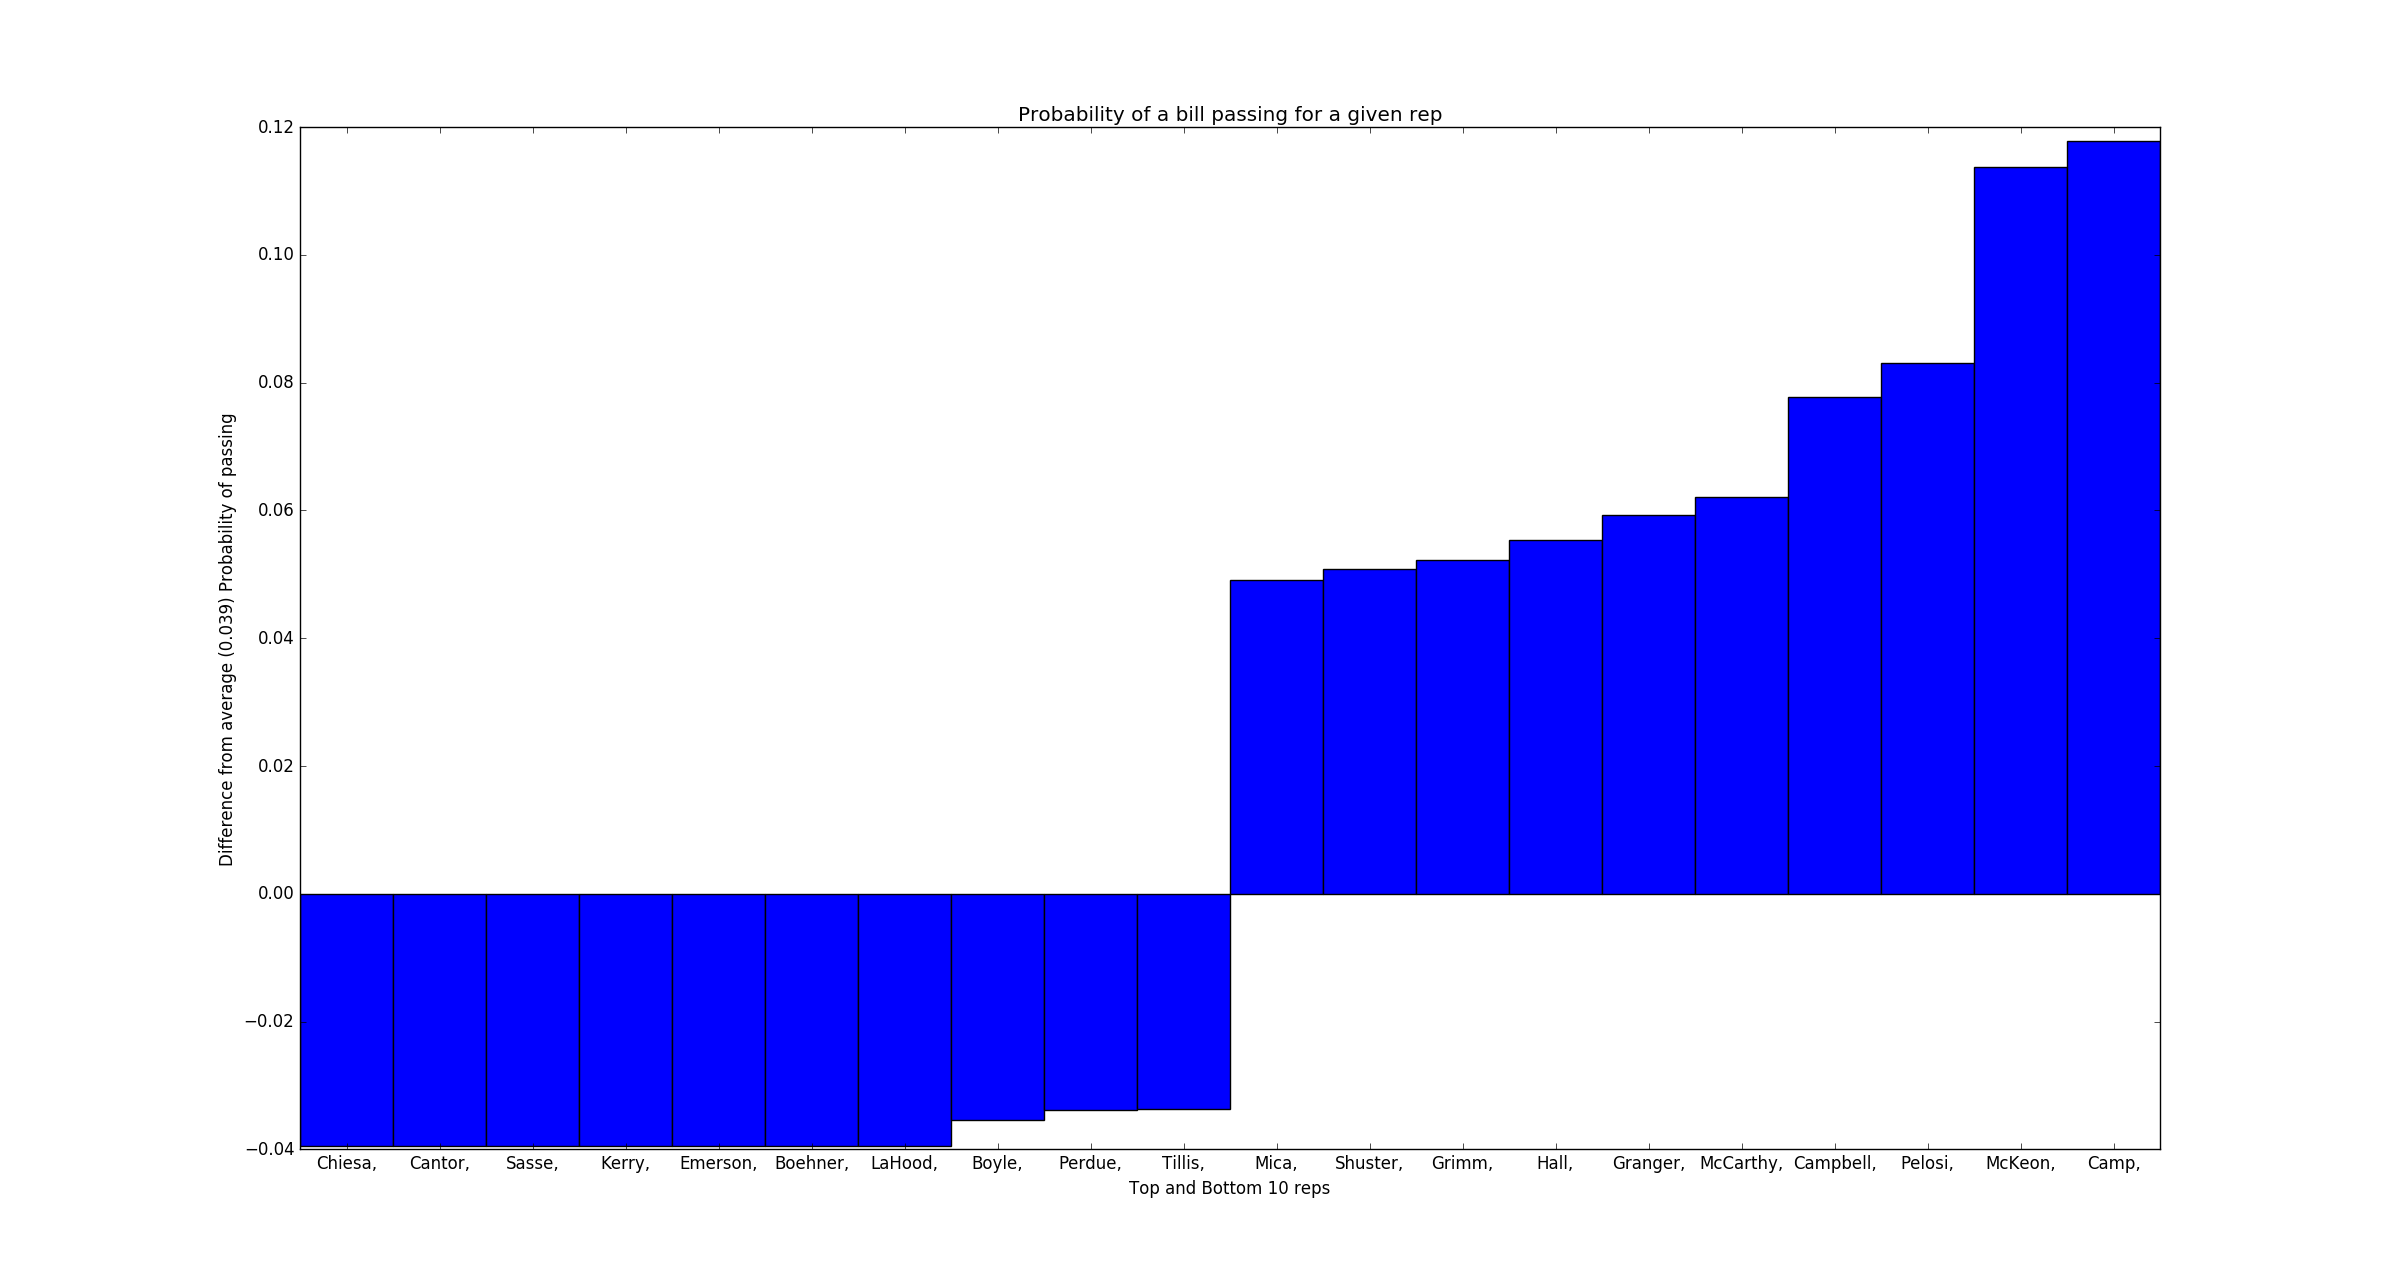 Probability of a bill passing for a given rep
0.12
0.10
0.08
0.06
0.04
0.02
0.00
−0.02
−0.04
Difference from average (0.039) Probability of passing
Chiesa, Cantor, Sasse, Kerry, Emerson, Boehner, LaHood, Boyle, Perdue, Tillis, Mica, Shuster, Grimm, Hall, Granger, McCarthy, Campbell, Pelosi, McKeon, Camp,
Top and Bottom 10 reps